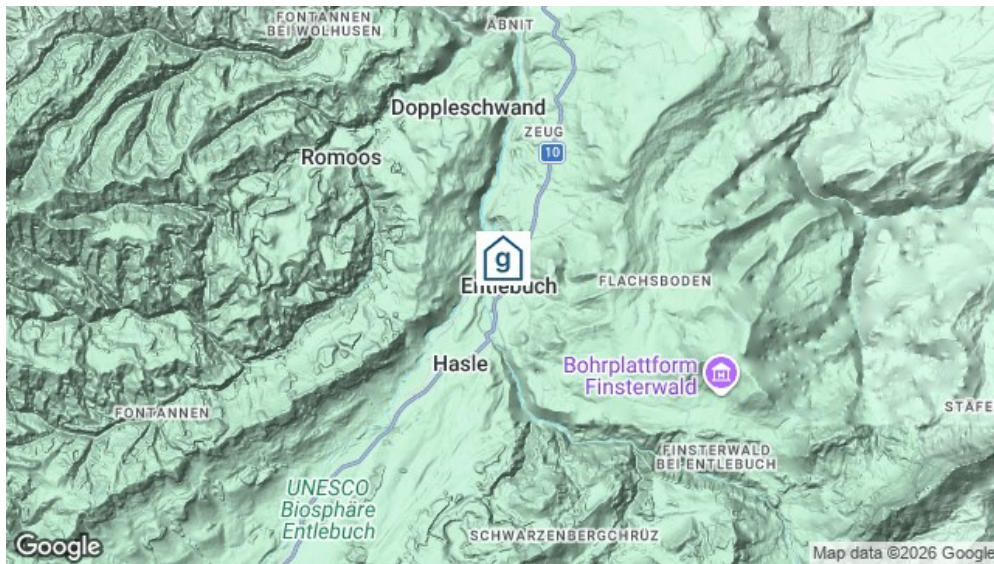 FONTANNEN
BEI WOLHUSEN
ABNIT
Doppleschwand
ZEUG
Romoos
10
g
Entlebuch
FLACHSBODEN
Hasle
Bohrplattform
Finsterwald
FONTANNEN
STÄFE
FINSTERWALD
BEI ENTLEBUCH
UNESCO
Biosphäre
Entlebuch
SCHWARZENBERGCHRÜZ
Google
Map data ©2026 Google